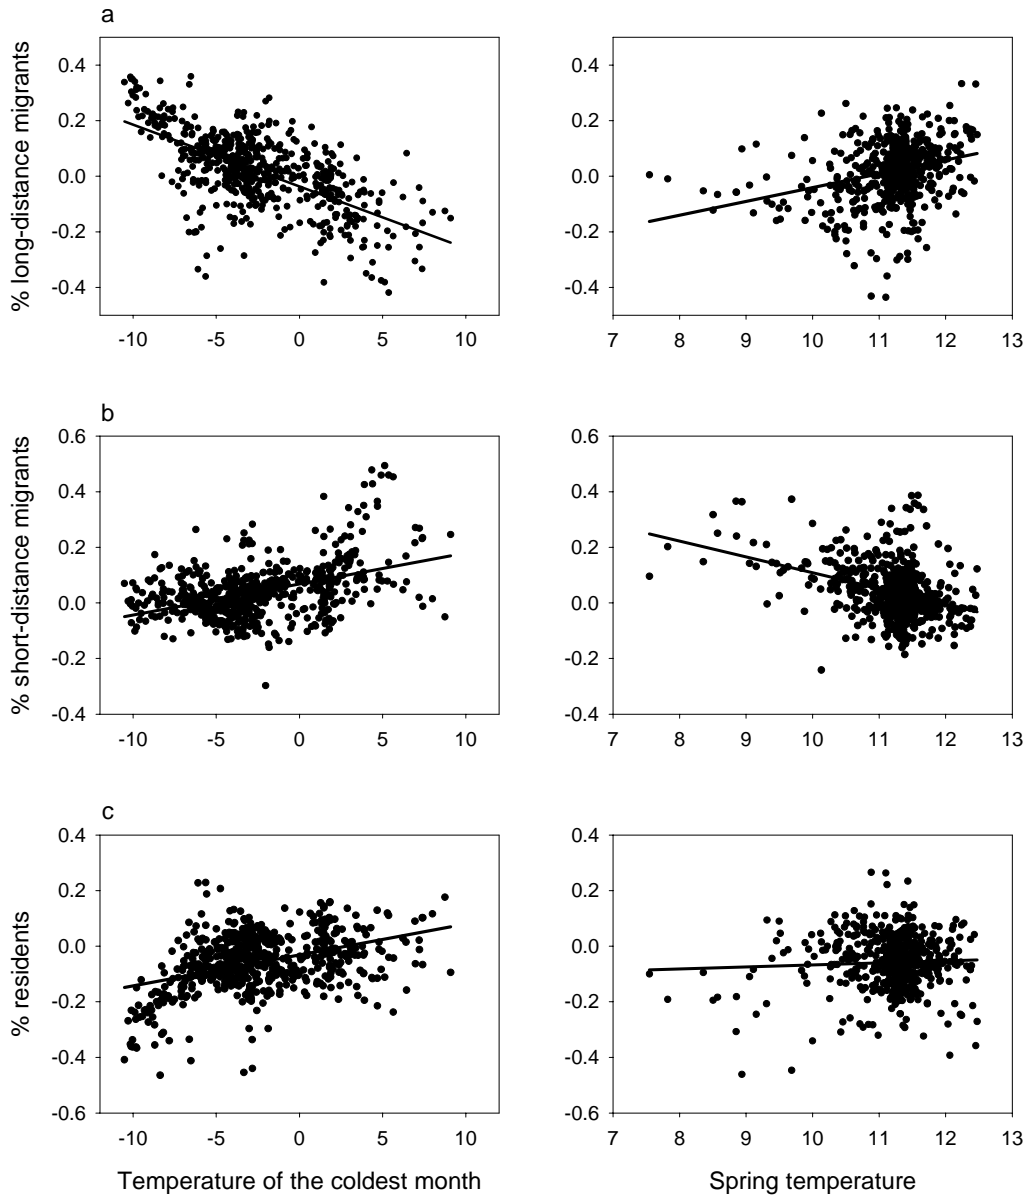 a
% long-distance migrants
0.4
0.2
0.0
-0.2
-0.4
-10 -5 0 5 10
0.4
0.2
0.0
-0.2
-0.4
7 8 9 10 11 12 13
b
% short-distance migrants
0.6
0.4
0.2
0.0
-0.2
-0.4
-10 -5 0 5 10
0.6
0.4
0.2
0.0
-0.2
-0.4
7 8 9 10 11 12 13
c
% residents
0.4
0.2
0.0
-0.2
-0.4
-0.6
-10 -5 0 5 10
0.4
0.2
0.0
-0.2
-0.4
-0.6
7 8 9 10 11 12 13
Temperature of the coldest month
Spring temperature